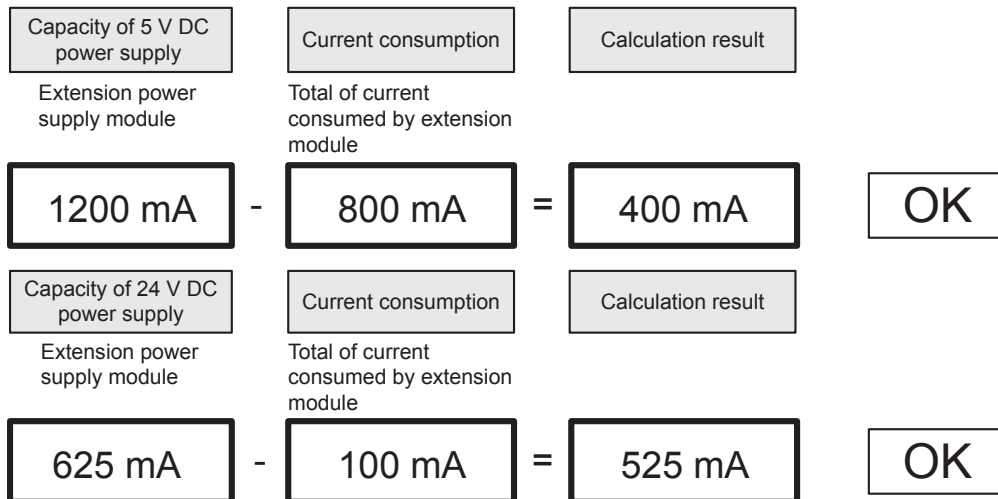 Capacity of 5 V DC
power supply
Current consumption
Calculation result
Extension power
supply module
Total of current
consumed by extension
module
1200 mA - 800 mA = 400 mA OK
Capacity of 24 V DC
power supply
Current consumption
Calculation result
Extension power
supply module
Total of current
consumed by extension
module
625 mA - 100 mA = 525 mA OK